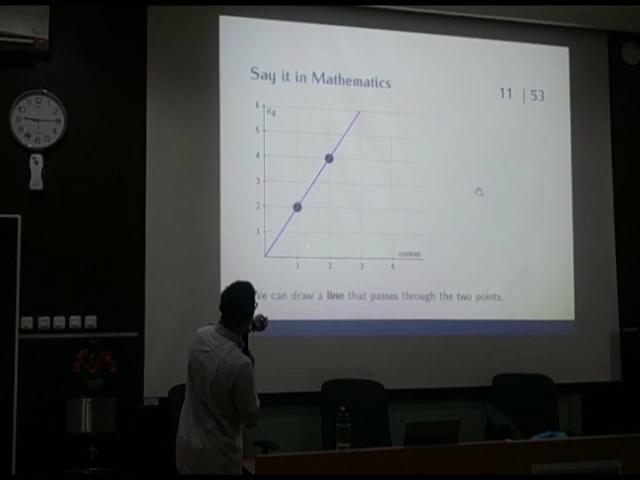 Say it in Mathematics
11 | 53
6
Kg
5
4
3
2
1
cookies
1 2 3 4
We can draw a line that passes through the two points.